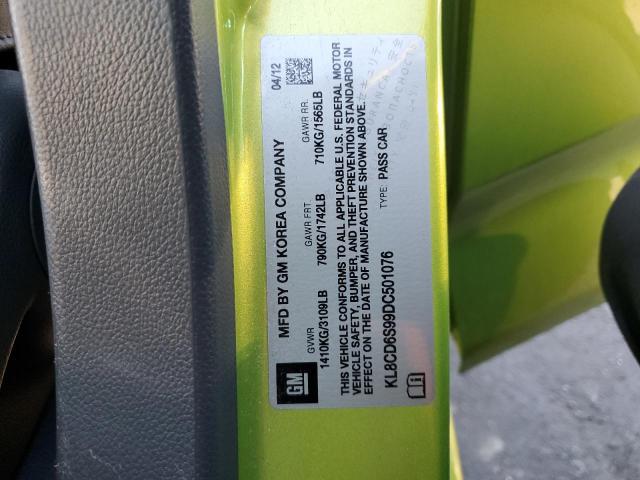 04/12
MFD BY GM KOREA COMPANY
GVWR GAWR FRT. GAWR RR.
1410KG/3109LB 790KG/1742LB 710KG/1565LB
THIS VEHICLE CONFORMS TO ALL APPLICABLE U.S. FEDERAL MOTOR
VEHICLE SAFETY, BUMPER, AND THEFT PREVENTION STANDARDS IN
EFFECT ON THE DATE OF MANUFACTURE SHOWN ABOVE.
KL8CD6S99DC501076 TYPE: PASS CAR
GM